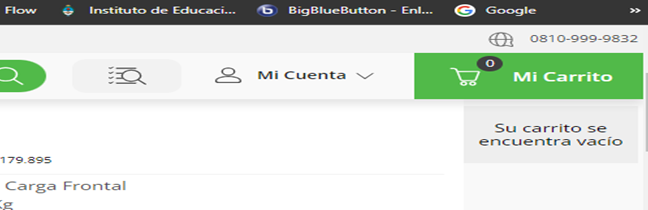 Flow
Instituto de Educaci...
BigBlueButton - Enl...
Google
»
0810-999-9832
Mi Cuenta
0
Mi Carrito
Su carrito se
encuentra vacío
179.895
Carga Frontal
Kg